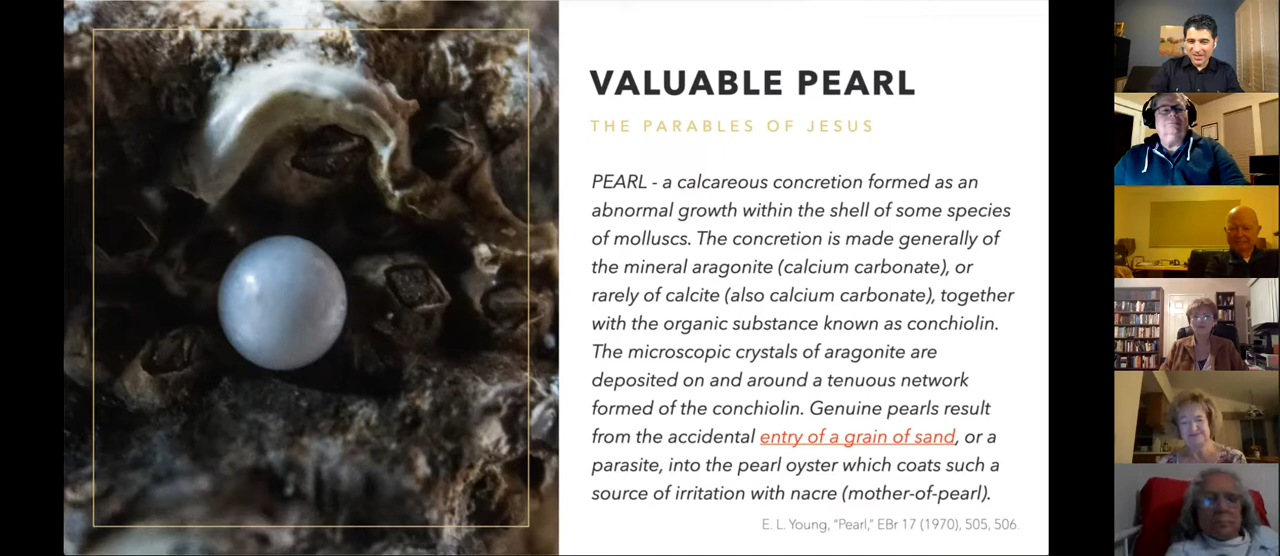 VALUABLE PEARL
THE PARABLES OF JESUS
PEARL - a calcareous concretion formed as an
abnormal growth within the shell of some species
of molluscs. The concretion is made generally of
the mineral aragonite (calcium carbonate), or
rarely of calcite (also calcium carbonate), together
with the organic substance known as conchiolin.
The microscopic crystals of aragonite are
deposited on and around a tenuous network
formed of the conchiolin. Genuine pearls result
from the accidental entry of a grain of sand, or a
parasite, into the pearl oyster which coats such a
source of irritation with nacre (mother-of-pearl).
E. L. Young, “Pearl,” EBr 17 (1970), 505, 506.